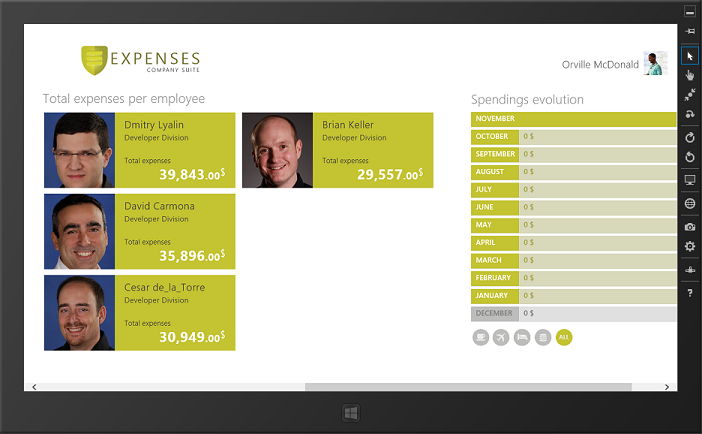 EXPENSES
COMPANY SUITE
Orville McDonald
Total expenses per employee
Dmitry Lyalin
Developer Division
Total expenses
39,843.00$
Brian Keller
Developer Division
Total expenses
29,557.00$
David Carmona
Developer Division
Total expenses
35,896.00$
Cesar de_la_Torre
Developer Division
Total expenses
30,949.00$
Spendings evolution
NOVEMBER
OCTOBER 0 $
SEPTEMBER 0 $
AUGUST 0 $
JULY 0 $
JUNE 0 $
MAY 0 $
APRIL 0 $
MARCH 0 $
FEBRUARY 0 $
JANUARY 0 $
DECEMBER 0 $
ALL
?